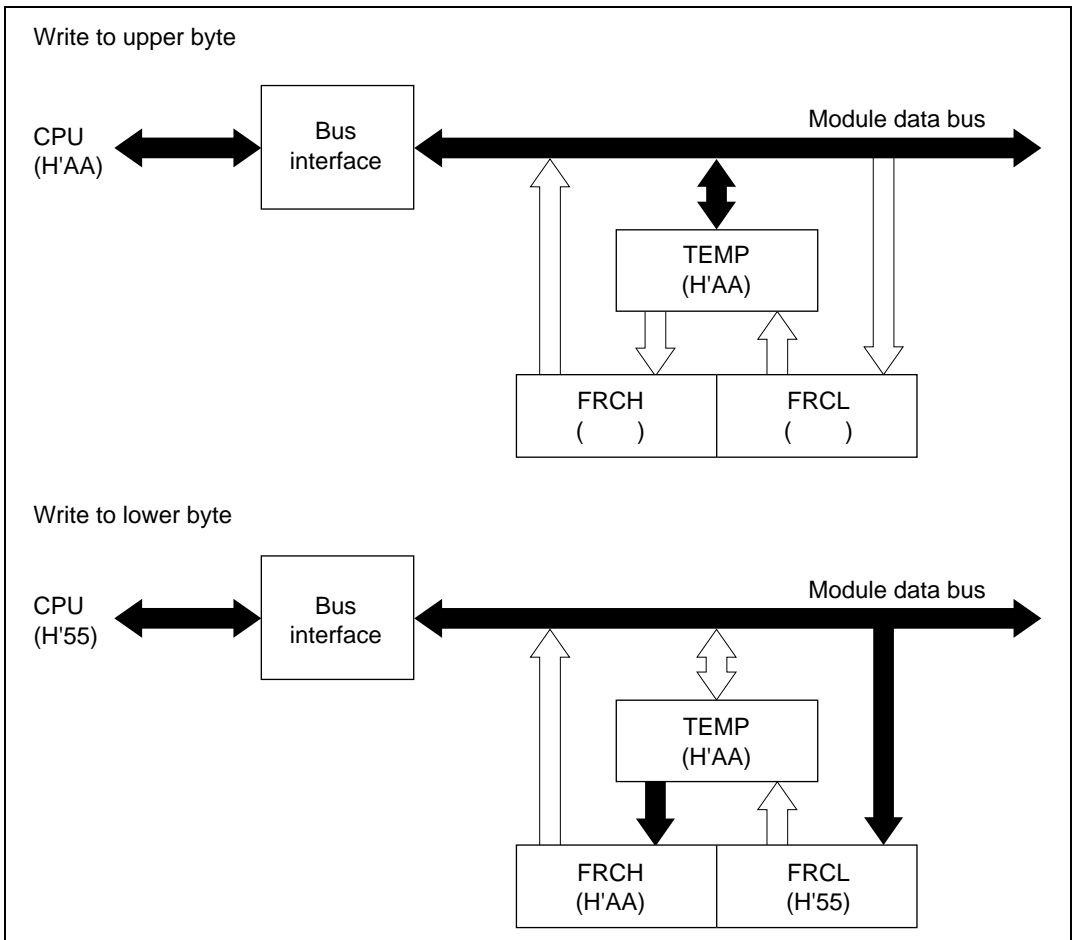 Write to upper byte
CPU
(H'AA)
Bus
interface
Module data bus
TEMP
(H'AA)
FRCH
( )
FRCL
( )
Write to lower byte
CPU
(H'55)
Bus
interface
Module data bus
TEMP
(H'AA)
FRCH
(H'AA)
FRCL
(H'55)